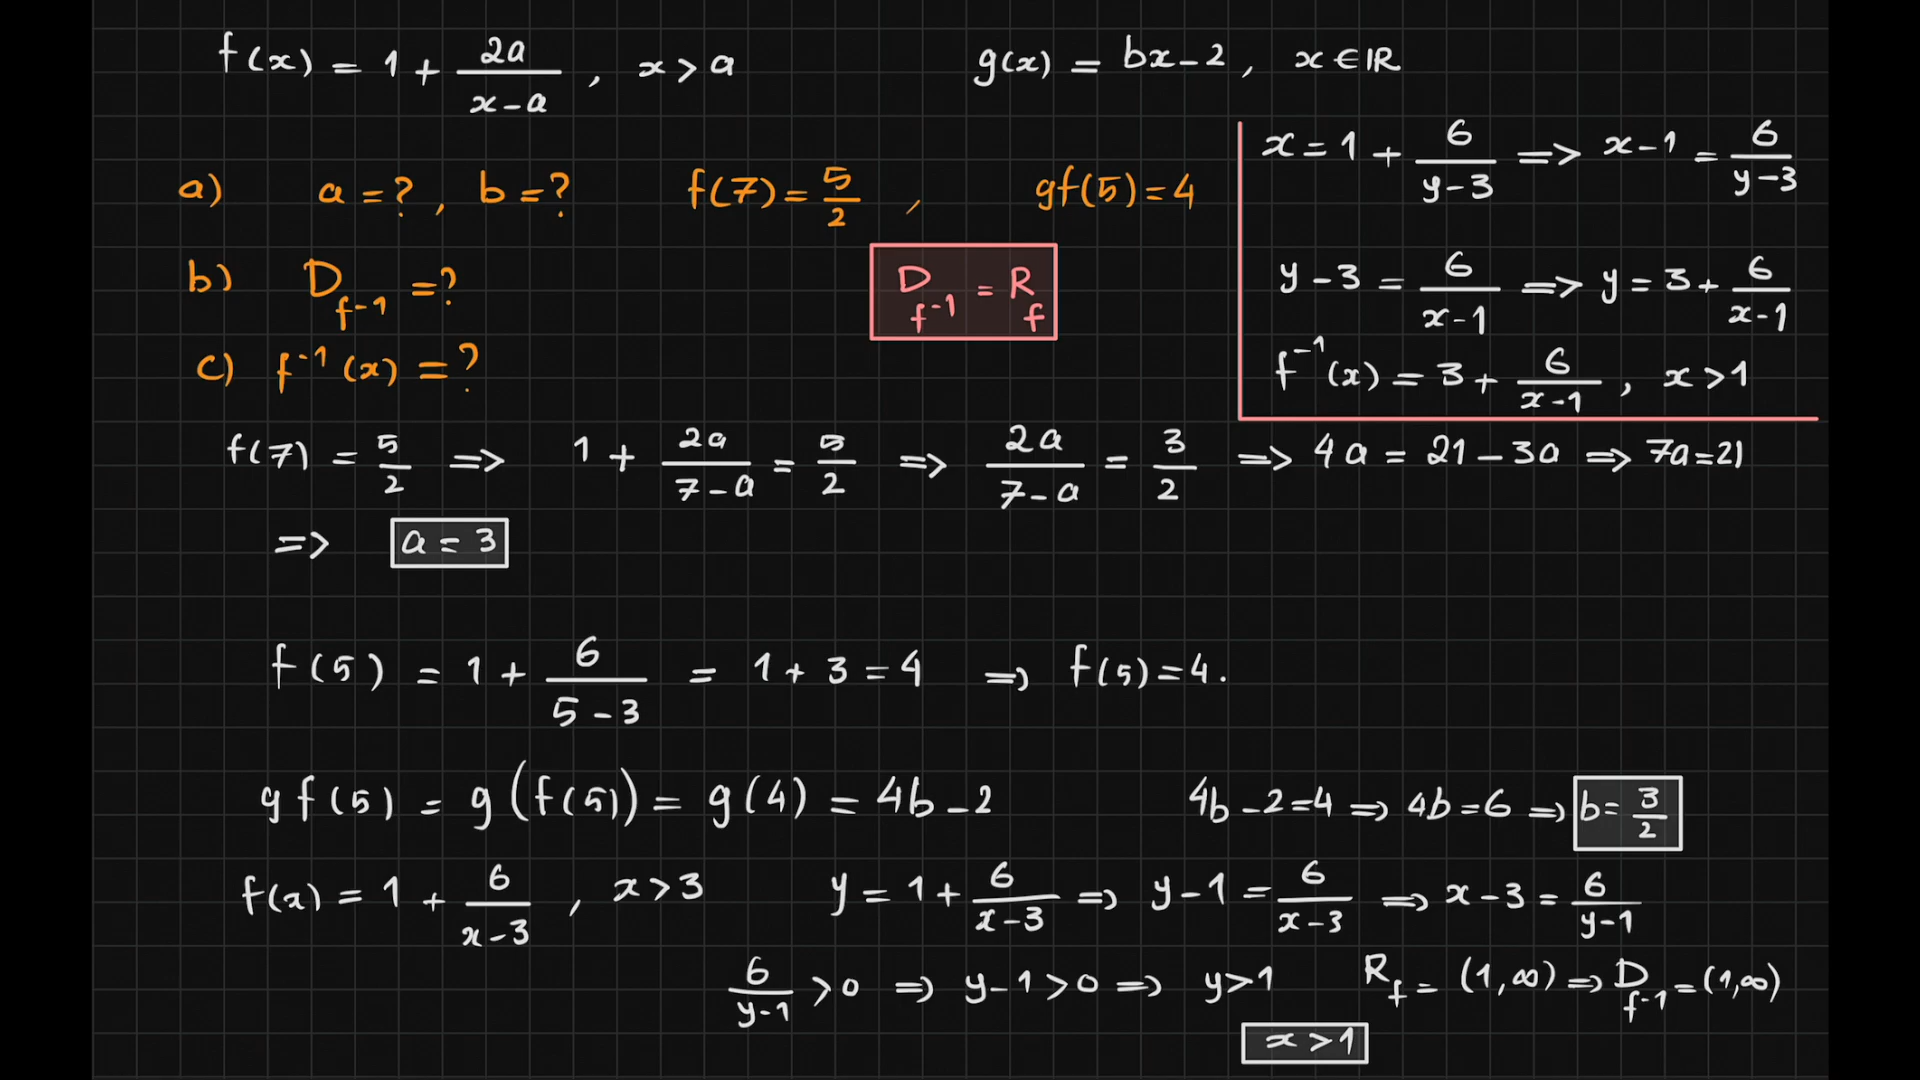 f(x) = 1 + 2a/(x-a) , x > a
g(x) = bx-2 , x ∈ IR
a) a = ? , b = ? f(7) = 5/2 , gf(5) = 4
b) D_f-1 = ?
D_f^-1 = R_f
c) f^-1 (x) = ?
x = 1 + 6/(y-3) => x-1 = 6/(y-3)
y-3 = 6/(x-1) => y = 3 + 6/(x-1)
f^-1 (x) = 3 + 6/(x-1) , x > 1
f(7) = 5/2 => 1 + 2a/(7-a) = 5/2 => 2a/(7-a) = 3/2 => 4a = 21 - 3a => 7a = 21
=> a = 3
f(5) = 1 + 6/(5-3) = 1 + 3 = 4 => f(5) = 4.
gf(5) = g(f(5)) = g(4) = 4b - 2 4b - 2 = 4 => 4b = 6 => b = 3/2
f(x) = 1 + 6/(x-3) , x > 3 y = 1 + 6/(x-3) => y-1 = 6/(x-3) => x-3 = 6/(y-1)
6/(y-1) > 0 => y-1 > 0 => y > 1 R_f = (1,∞) => D_f-1 = (1,∞)
x > 1